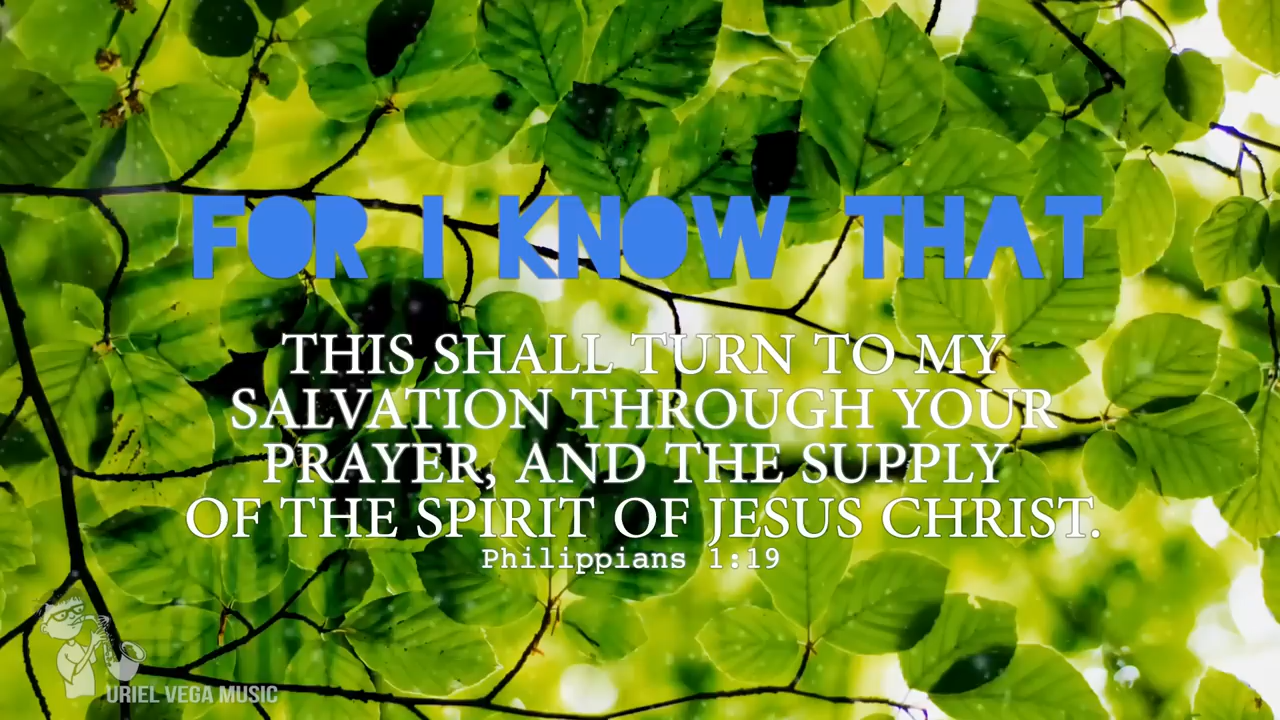 FOR I KNOW THAT
THIS SHALL TURN TO MY
SALVATION THROUGH YOUR
PRAYER, AND THE SUPPLY
OF THE SPIRIT OF JESUS CHRIST.
Philippians 1:19
URIEL VEGA MUSIC